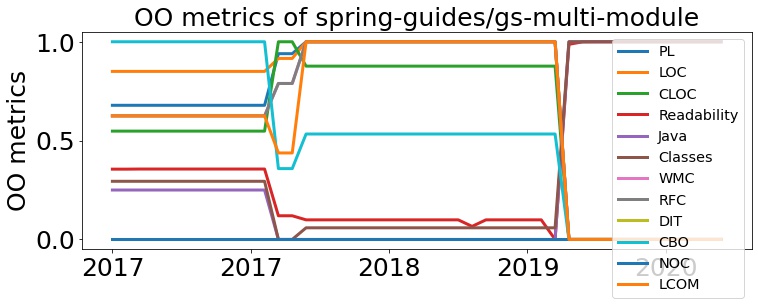 OO metrics of spring-guides/gs-multi-module
OO metrics
1.0
0.5
0.0
2017
2017
2018
2019
2020
PL
LOC
CLOC
Readability
Java
Classes
WMC
RFC
DIT
CBO
NOC
LCOM